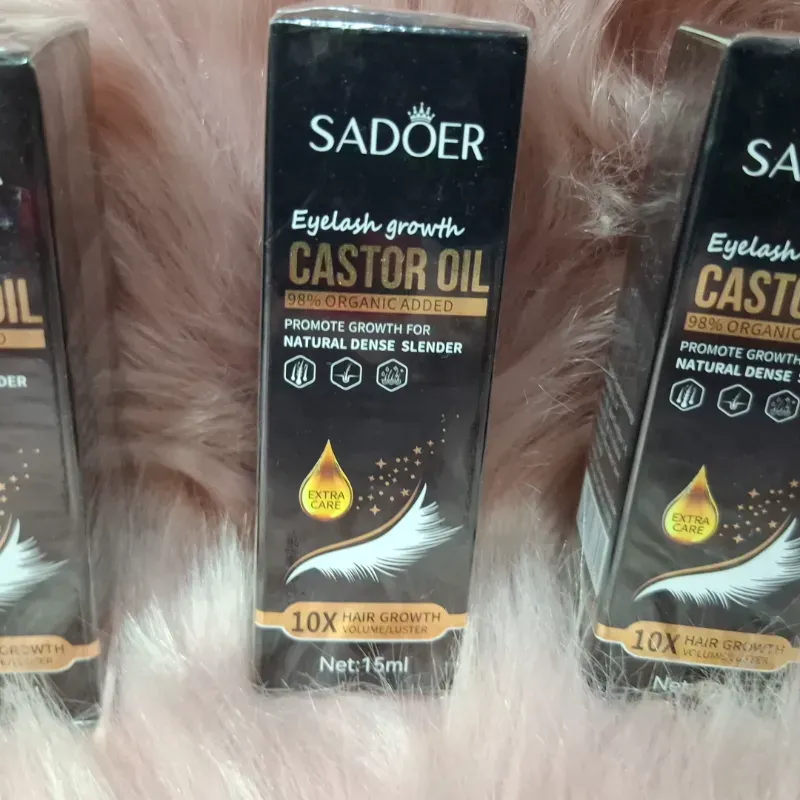 SADOER
Eyelash growth
CASTOR OIL
98% ORGANIC ADDED
PROMOTE GROWTH FOR
NATURAL DENSE SLENDER
EXTRA
CARE
10X HAIR GROWTH
VOLUME/LUSTER
Net:15ml
OIL
DER
GROWTH
SA
Eyelash
CASTO
98% ORGANIC
PROMOTE GROWTH
NATURAL DENSE S
EXTRA
CARE
10X HAIR GROWTH
Net